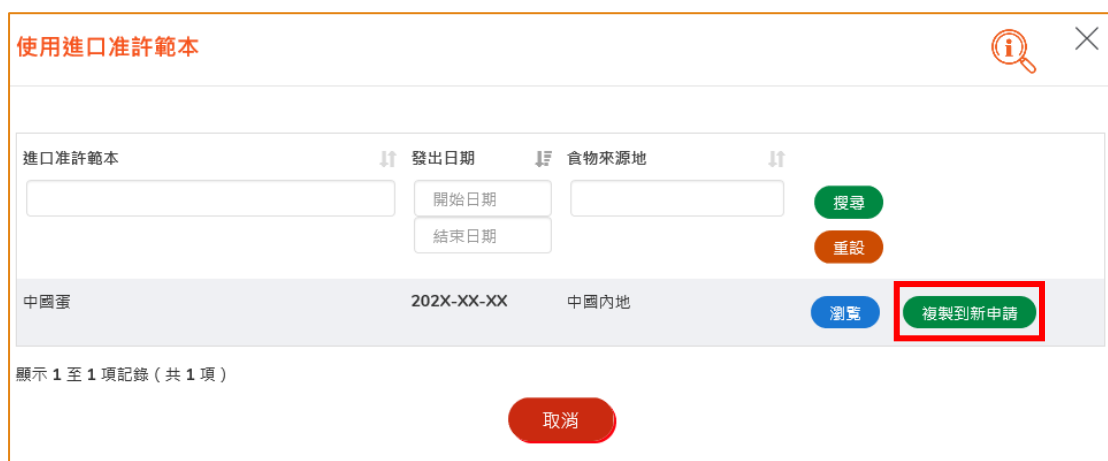 使用進口准許範本
進口准許範本 發出日期 食物來源地
開始日期
搜尋
結束日期
重設
中國蛋 202X-XX-XX 中國內地 瀏覽 複製到新申請
顯示 1 至 1 項記錄 ( 共 1 項 )
取消